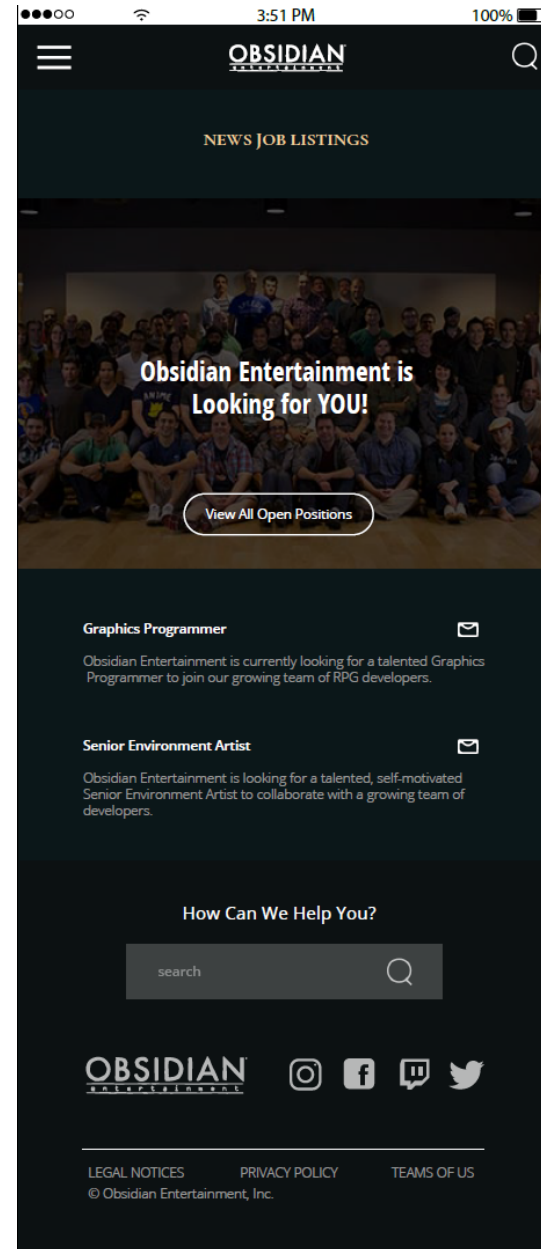 3:51 PM
100%
OBSIDIAN
entertainment
NEWS JOB LISTINGS
ANIME
Obsidian Entertainment is
Looking for YOU!
View All Open Positions
Graphics Programmer
Obsidian Entertainment is currently looking for a talented Graphics
Programmer to join our growing team of RPG developers.
Senior Environment Artist
Obsidian Entertainment is looking for a talented, self-motivated
Senior Environment Artist to collaborate with a growing team of
developers.
How Can We Help You?
search
OBSIDIAN
entertainment
LEGAL NOTICES PRIVACY POLICY TEAMS OF US
© Obsidian Entertainment, Inc.